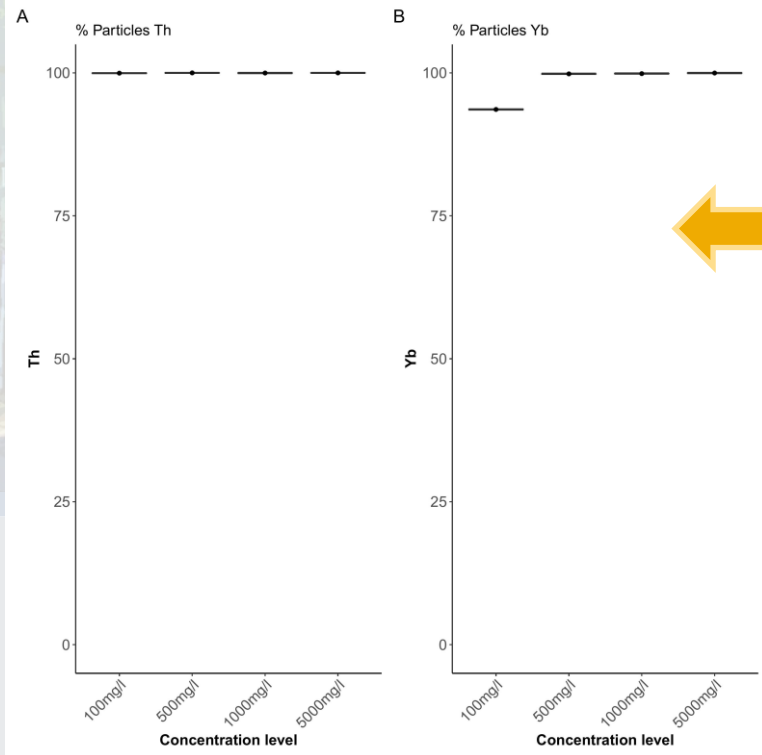 A
% Particles Th
Th
100
75
50
25
0
100mg/l
500mg/l
1000mg/l
5000mg/l
Concentration level
B
% Particles Yb
Yb
100
75
50
25
0
100mg/l
500mg/l
1000mg/l
5000mg/l
Concentration level